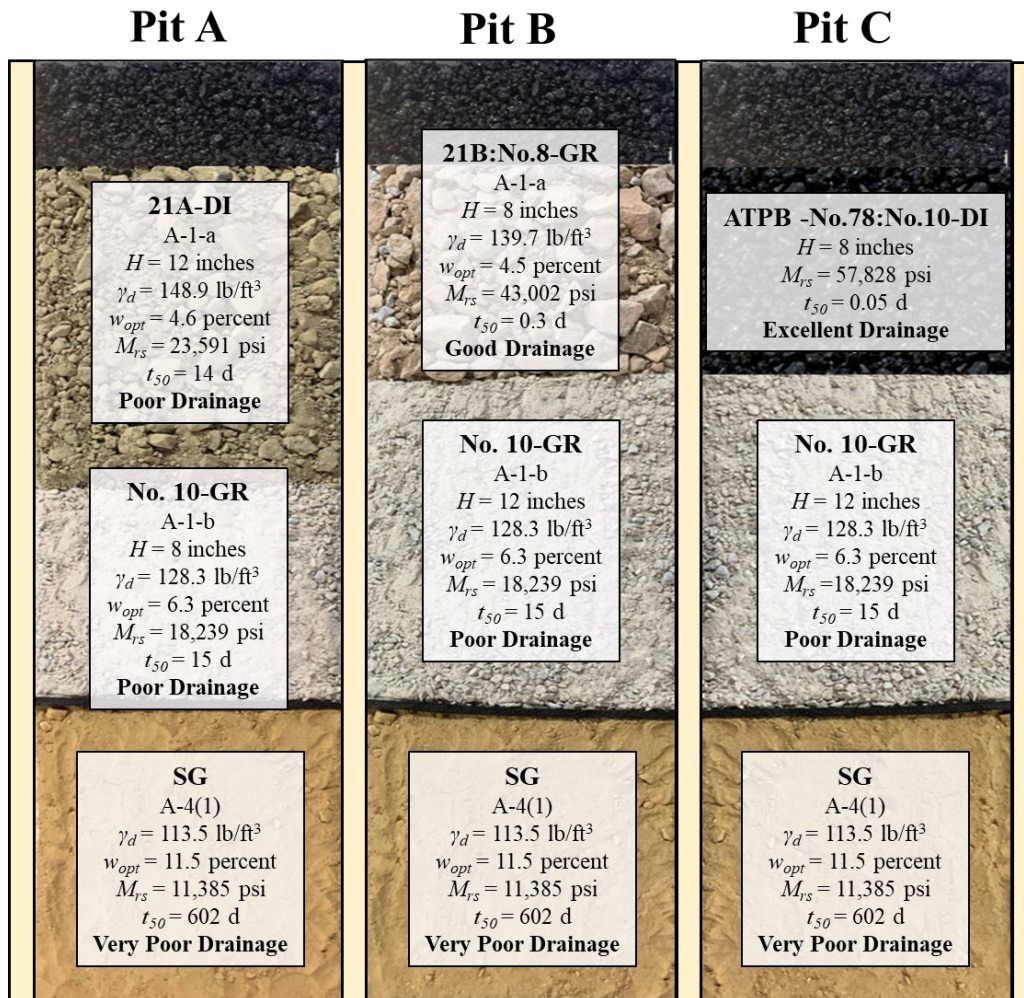 Pit A
21A-DI
A-1-a
H = 12 inches
γd = 148.9 lb/ft³
wopt = 4.6 percent
Mrs = 23,591 psi
t50 = 14 d
Poor Drainage
No. 10-GR
A-1-b
H = 8 inches
γd = 128.3 lb/ft³
wopt = 6.3 percent
Mrs = 18,239 psi
t50 = 15 d
Poor Drainage
SG
A-4(1)
γd = 113.5 lb/ft³
wopt = 11.5 percent
Mrs = 11,385 psi
t50 = 602 d
Very Poor Drainage
Pit B
21B:No.8-GR
A-1-a
H = 8 inches
γd = 139.7 lb/ft³
wopt = 4.5 percent
Mrs = 43,002 psi
t50 = 0.3 d
Good Drainage
No. 10-GR
A-1-b
H = 12 inches
γd = 128.3 lb/ft³
wopt = 6.3 percent
Mrs = 18,239 psi
t50 = 15 d
Poor Drainage
SG
A-4(1)
γd = 113.5 lb/ft³
wopt = 11.5 percent
Mrs = 11,385 psi
t50 = 602 d
Very Poor Drainage
Pit C
ATPB -No.78:No.10-DI
H = 8 inches
Mrs = 57,828 psi
t50 = 0.05 d
Excellent Drainage
No. 10-GR
A-1-b
H = 12 inches
γd = 128.3 lb/ft³
wopt = 6.3 percent
Mrs =18,239 psi
t50 = 15 d
Poor Drainage
SG
A-4(1)
γd = 113.5 lb/ft³
wopt = 11.5 percent
Mrs = 11,385 psi
t50 = 602 d
Very Poor Drainage